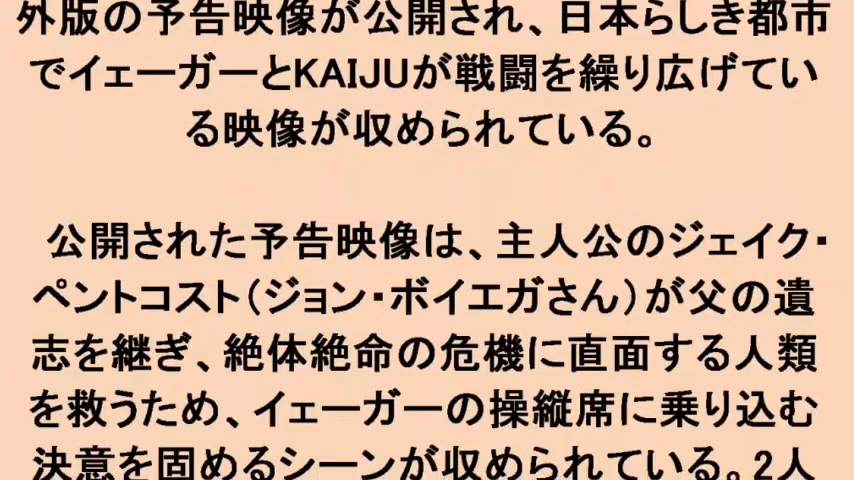 外版の予告映像が公開され、日本らしき都市
でイェーガーとKAIJUが戦闘を繰り広げてい
る映像が収められている。
公開された予告映像は、主人公のジェイク・
ペントコスト（ジョン・ボイエガさん）が父の遺
志を継ぎ、絶体絶命の危機に直面する人類
を救うため、イェーガーの操縦席に乗り込む
決意を固めるシーンが収められている。2人